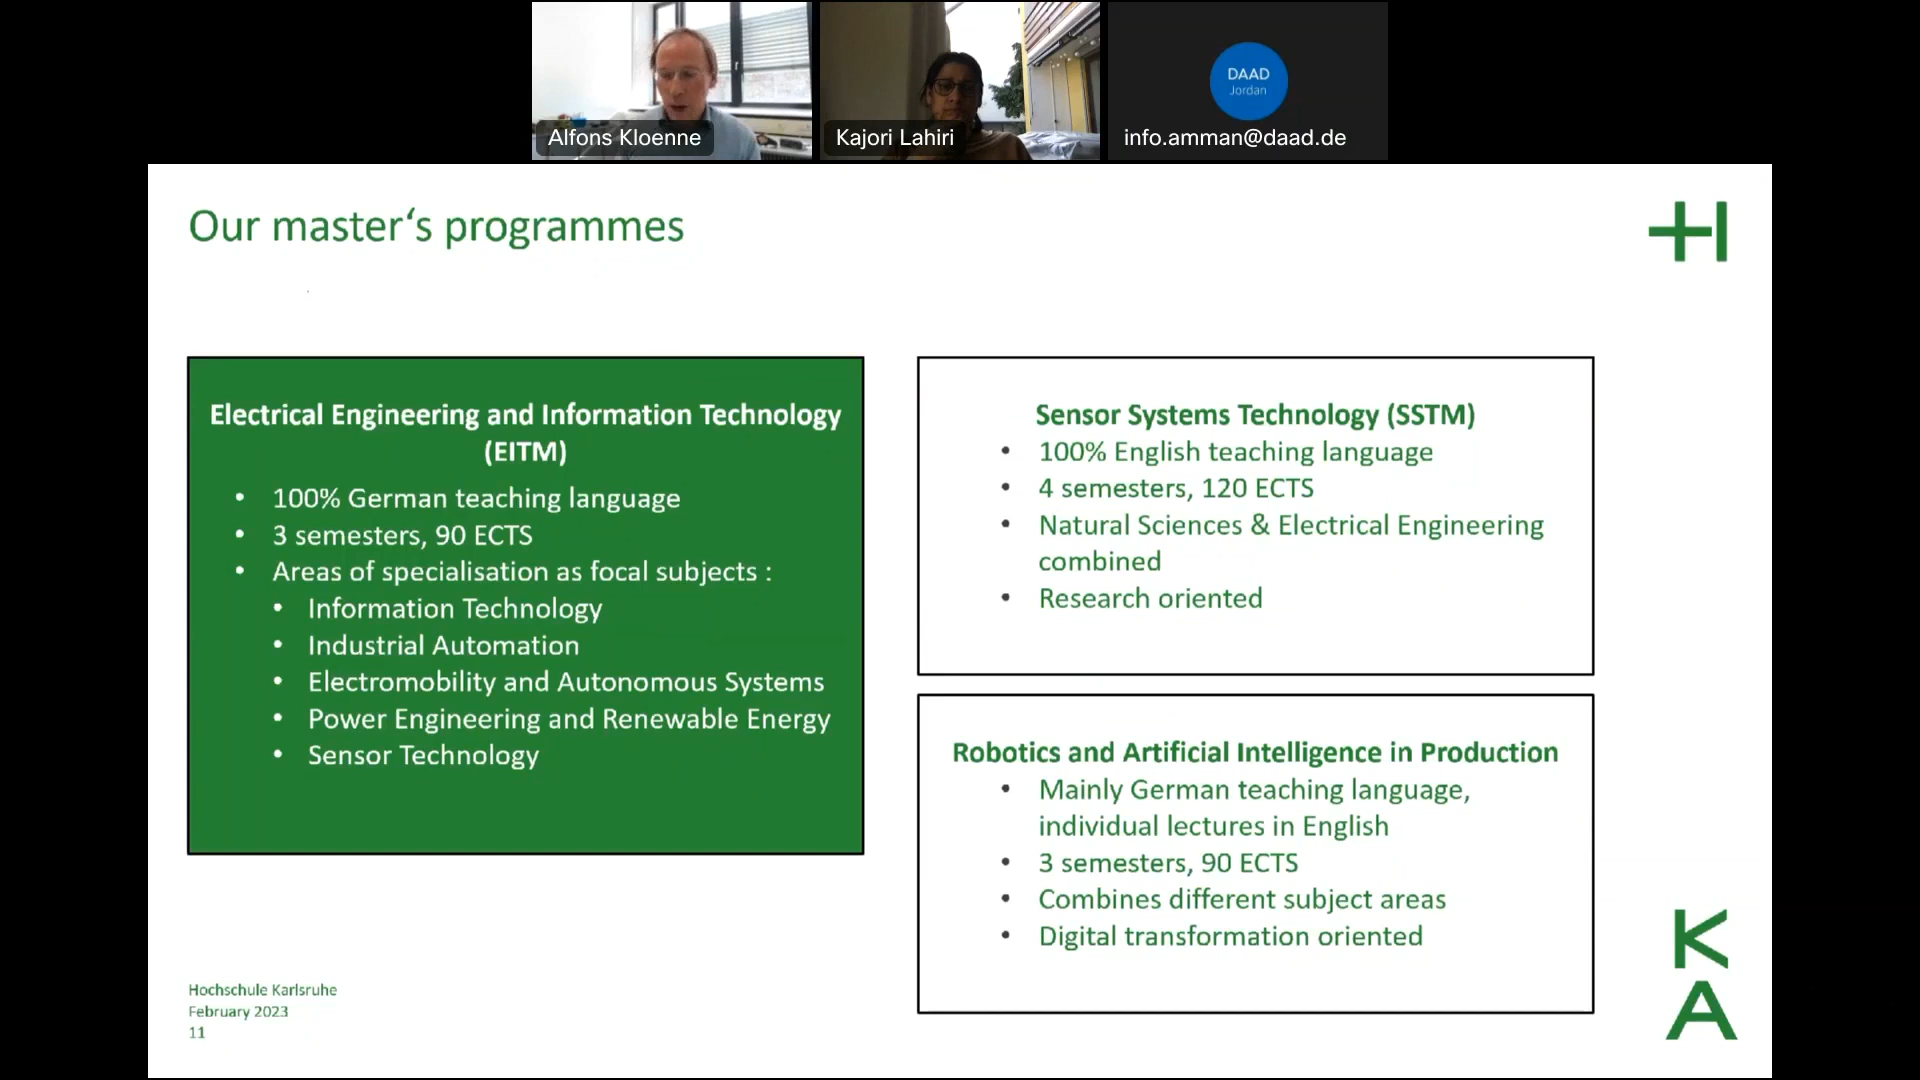 Alfons Kloenne
Kajori Lahiri
DAAD
Jordan
info.amman@daad.de
Our master‘s programmes
H
Electrical Engineering and Information Technology
(EITM)
• 100% German teaching language
• 3 semesters, 90 ECTS
• Areas of specialisation as focal subjects :
• Information Technology
• Industrial Automation
• Electromobility and Autonomous Systems
• Power Engineering and Renewable Energy
• Sensor Technology
Sensor Systems Technology (SSTM)
• 100% English teaching language
• 4 semesters, 120 ECTS
• Natural Sciences & Electrical Engineering
combined
• Research oriented
Robotics and Artificial Intelligence in Production
• Mainly German teaching language,
individual lectures in English
• 3 semesters, 90 ECTS
• Combines different subject areas
• Digital transformation oriented
Hochschule Karlsruhe
February 2023
11
K
A